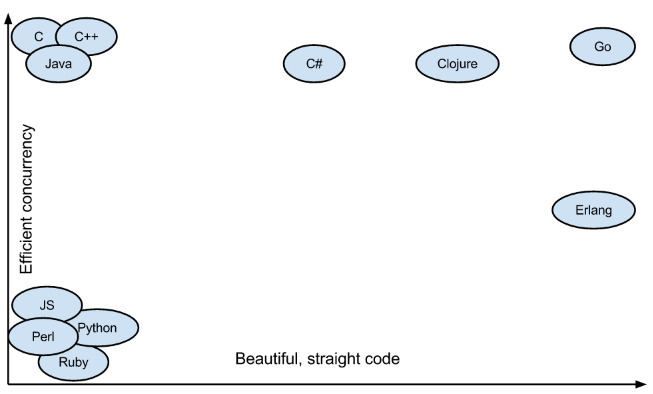 C
C++
Java
C#
Clojure
Go
Efficient concurrency
Erlang
JS
Python
Perl
Ruby
Beautiful, straight code